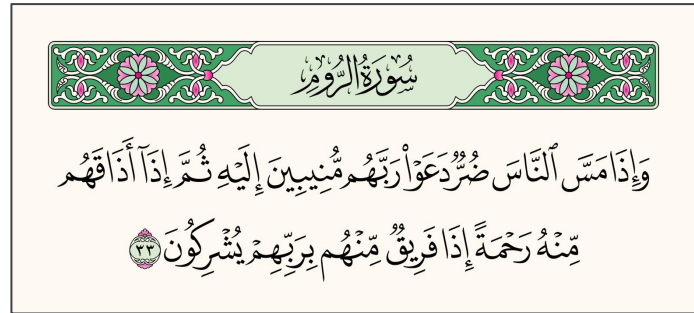 سُورَةُ الرُّومِ
وَإِذَا مَسَّ ٱلنَّاسَ ضُرࣱّ دَعَوۡاْ رَبَّهُم مُّنِيبِينَ إِلَيۡهِ ثُمَّ إِذَآ أَذَاقَهُم
مِّنۡهُ رَحۡمَةً إِذَا فَرِيقࣱ مِّنۡهُم بِرَبِّهِمۡ يُشۡرِكُونَ ٣٣